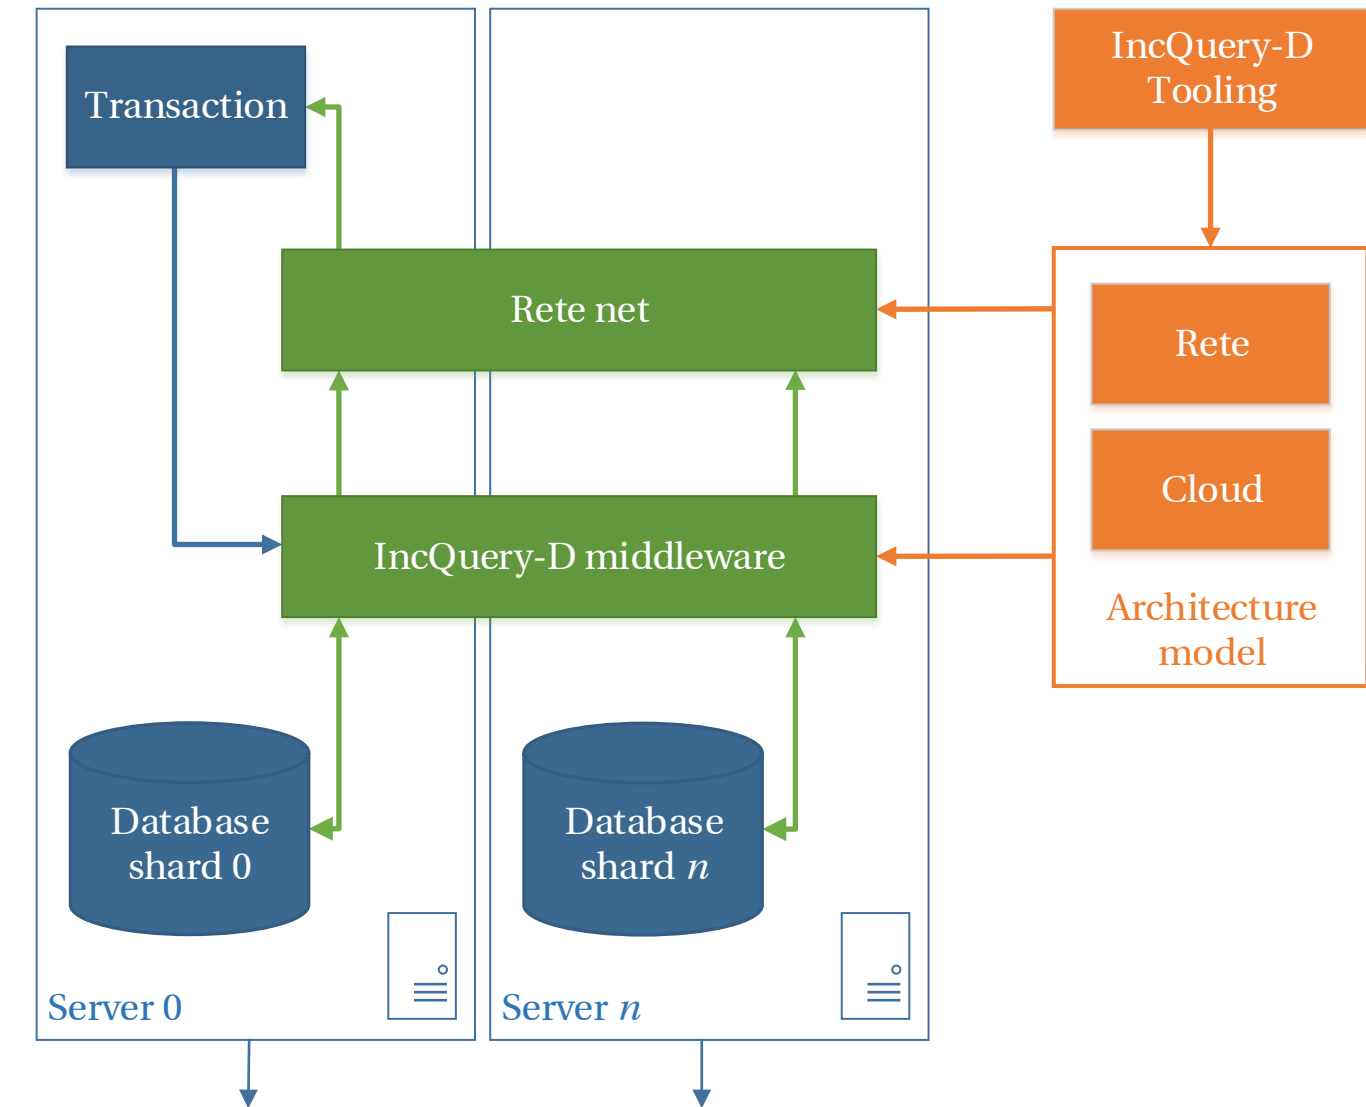 Transaction
IncQuery-D
Tooling
Rete net
Rete
Cloud
IncQuery-D middleware
Architecture
model
Database
shard 0
Database
shard n
Server 0
Server n